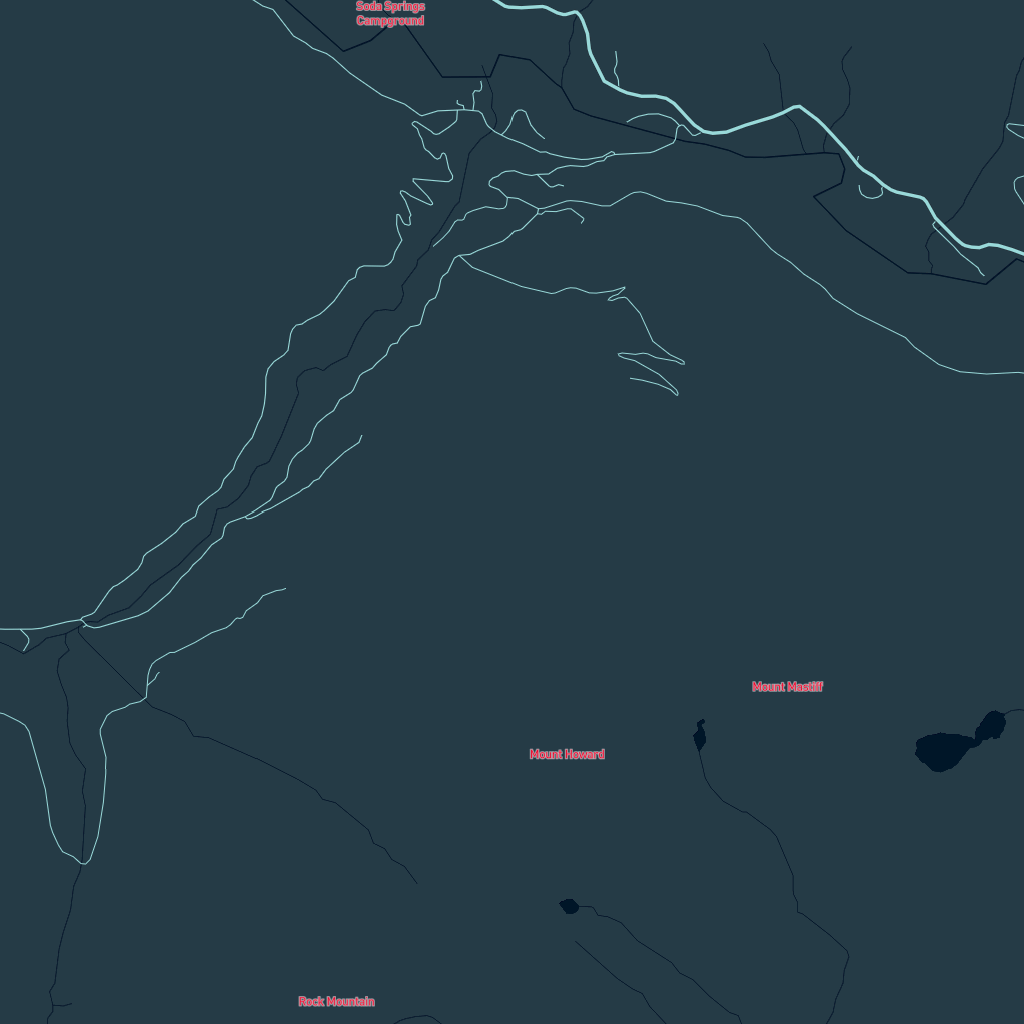 Soda Springs
Campground
Mount Mastiff
Mount Howard
Rock Mountain